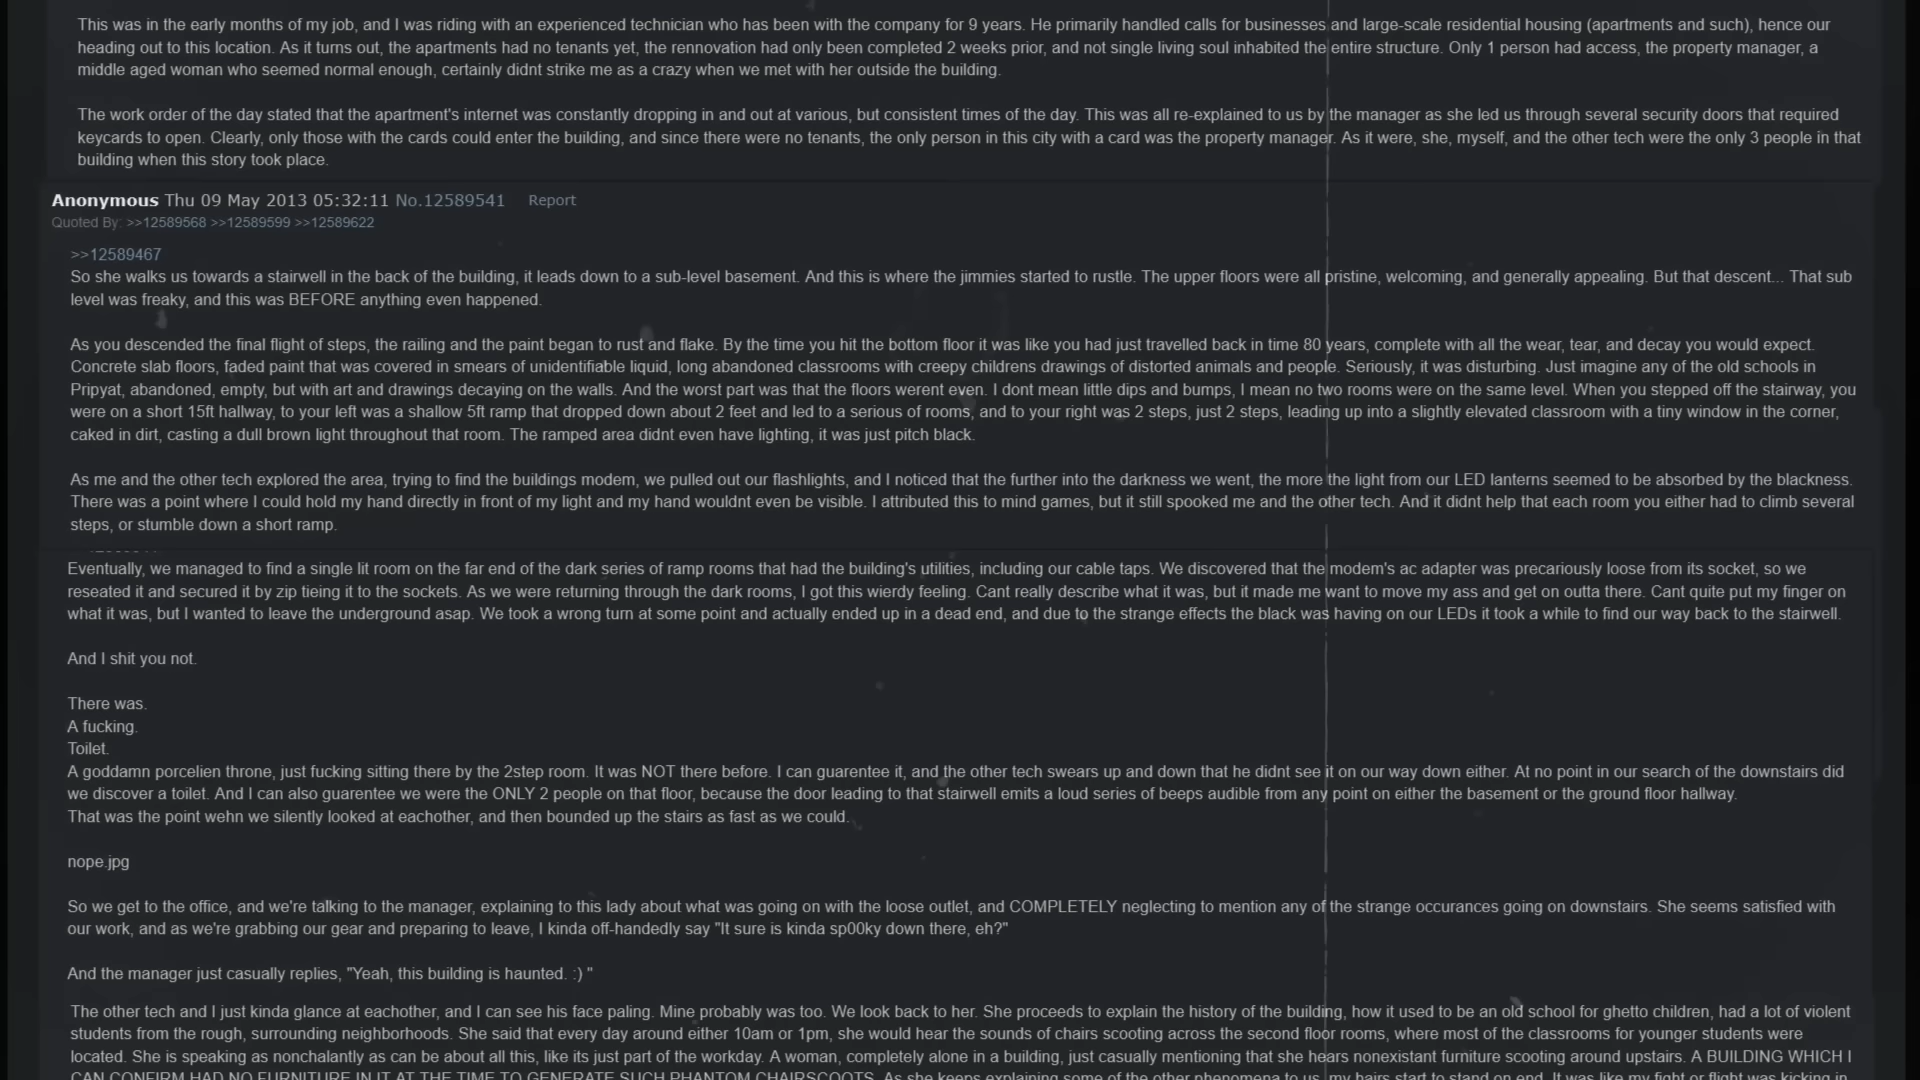 This was in the early months of my job, and I was riding with an experienced technician who has been with the company for 9 years. He primarily handled calls for businesses and large-scale residential housing (apartments and such), hence our
heading out to this location. As it turns out, the apartments had no tenants yet, the rennovation had only been completed 2 weeks prior, and not single living soul inhabited the entire structure. Only 1 person had access, the property manager, a
middle aged woman who seemed normal enough, certainly didnt strike me as a crazy when we met with her outside the building.
The work order of the day stated that the apartment's internet was constantly dropping in and out at various, but consistent times of the day. This was all re-explained to us by the manager as she led us through several security doors that required
keycards to open. Clearly, only those with the cards could enter the building, and since there were no tenants, the only person in this city with a card was the property manager. As it were, she, myself, and the other tech were the only 3 people in that
building when this story took place.
Anonymous Thu 09 May 2013 05:32:11 No.12589541 Report
Quoted By: >>12589568 >>12589599 >>12589622
>>12589467
So she walks us towards a stairwell in the back of the building, it leads down to a sub-level basement. And this is where the jimmies started to rustle. The upper floors were all pristine, welcoming, and generally appealing. But that descent... That sub
level was freaky, and this was BEFORE anything even happened.
As you descended the final flight of steps, the railing and the paint began to rust and flake. By the time you hit the bottom floor it was like you had just travelled back in time 80 years, complete with all the wear, tear, and decay you would expect.
Concrete slab floors, faded paint that was covered in smears of unidentifiable liquid, long abandoned classrooms with creepy childrens drawings of distorted animals and people. Seriously, it was disturbing. Just imagine any of the old schools in
Pripyat, abandoned, empty, but with art and drawings decaying on the walls. And the worst part was that the floors werent even. I dont mean little dips and bumps, I mean no two rooms were on the same level. When you stepped off the stairway, you
were on a short 15ft hallway, to your left was a shallow 5ft ramp that dropped down about 2 feet and led to a serious of rooms, and to your right was 2 steps, just 2 steps, leading up into a slightly elevated classroom with a tiny window in the corner,
caked in dirt, casting a dull brown light throughout that room. The ramped area didnt even have lighting, it was just pitch black.
As me and the other tech explored the area, trying to find the buildings modem, we pulled out our flashlights, and I noticed that the further into the darkness we went, the more the light from our LED lanterns seemed to be absorbed by the blackness.
There was a point where I could hold my hand directly in front of my light and my hand wouldnt even be visible. I attributed this to mind games, but it still spooked me and the other tech. And it didnt help that each room you either had to climb several
steps, or stumble down a short ramp.
Eventually, we managed to find a single lit room on the far end of the dark series of ramp rooms that had the building's utilities, including our cable taps. We discovered that the modem's ac adapter was precariously loose from its socket, so we
reseated it and secured it by zip tieing it to the sockets. As we were returning through the dark rooms, I got this wierdy feeling. Cant really describe what it was, but it made me want to move my ass and get on outta there. Cant quite put my finger on
what it was, but I wanted to leave the underground asap. We took a wrong turn at some point and actually ended up in a dead end, and due to the strange effects the black was having on our LEDs it took a while to find our way back to the stairwell.
And I shit you not.
There was.
A fucking.
Toilet.
A goddamn porcelien throne, just fucking sitting there by the 2step room. It was NOT there before. I can guarentee it, and the other tech swears up and down that he didnt see it on our way down either. At no point in our search of the downstairs did
we discover a toilet. And I can also guarentee we were the ONLY 2 people on that floor, because the door leading to that stairwell emits a loud series of beeps audible from any point on either the basement or the ground floor hallway.
That was the point wehn we silently looked at eachother, and then bounded up the stairs as fast as we could.
nope.jpg
So we get to the office, and we're talking to the manager, explaining to this lady about what was going on with the loose outlet, and COMPLETELY neglecting to mention any of the strange occurances going on downstairs. She seems satisfied with
our work, and as we're grabbing our gear and preparing to leave, I kinda off-handedly say "It sure is kinda sp00ky down there, eh?"
And the manager just casually replies, "Yeah, this building is haunted. :) "
The other tech and I just kinda glance at eachother, and I can see his face paling. Mine probably was too. We look back to her. She proceeds to explain the history of the building, how it used to be an old school for ghetto children, had a lot of violent
students from the rough, surrounding neighborhoods. She said that every day around either 10am or 1pm, she would hear the sounds of chairs scooting across the second floor rooms, where most of the classrooms for younger students were
located. She is speaking as nonchalantly as can be about all this, like its just part of the workday. A woman, completely alone in a building, just casually mentioning that she hears nonexistant furniture scooting around upstairs. A BUILDING WHICH I
CAN CONFIRM HAD NO FURNITURE IN IT AT THE TIME TO GENERATE SUCH PHANTOM CHAIRSCOOTS. As she keeps explaining some of the other phenomena to us, my hairs start to stand on end. It was like my fight or flight was kicking in